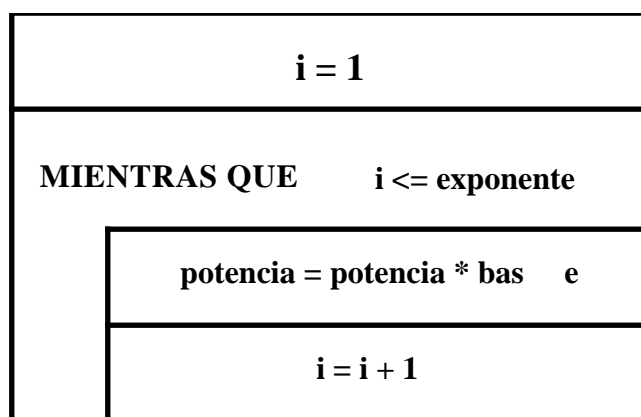 i = 1
MIENTRAS QUE i <= exponente
potencia = potencia * bas e
i = i + 1